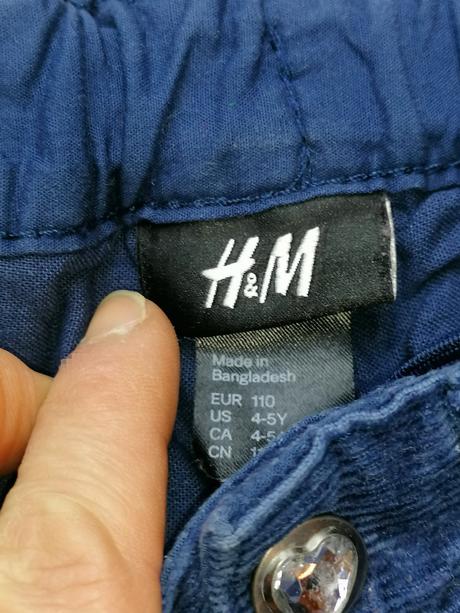 H&M
Made in
Bangladesh
EUR 110
US 4-5Y
CA 4-5
CN